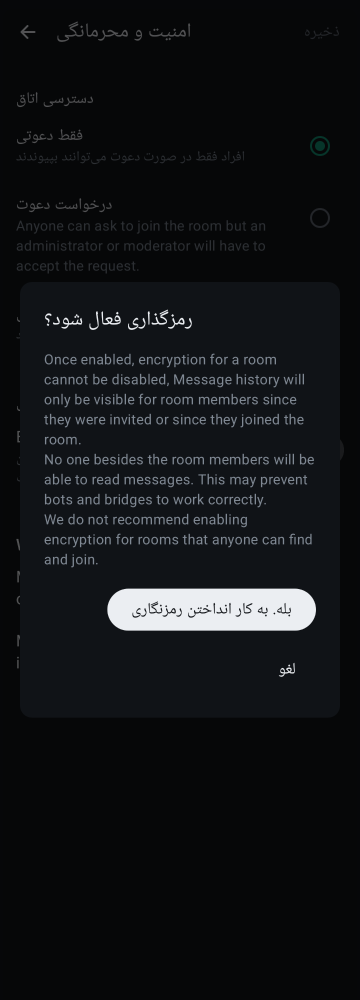 امنیت و محرمانگی
ذخیره
دسترسی اتاق
فقط دعوتی
افراد فقط در صورت دعوت می‌توانند بپیوندند
درخواست دعوت
Anyone can ask to join the room but an
administrator or moderator will have to
accept the request.
رمزگذاری فعال شود؟
Once enabled, encryption for a room
cannot be disabled, Message history will
only be visible for room members since
they were invited or since they joined the
room.
No one besides the room members will be
able to read messages. This may prevent
bots and bridges to work correctly.
We do not recommend enabling
encryption for rooms that anyone can find
and join.
بله. به کار انداختن رمزنگاری
لغو